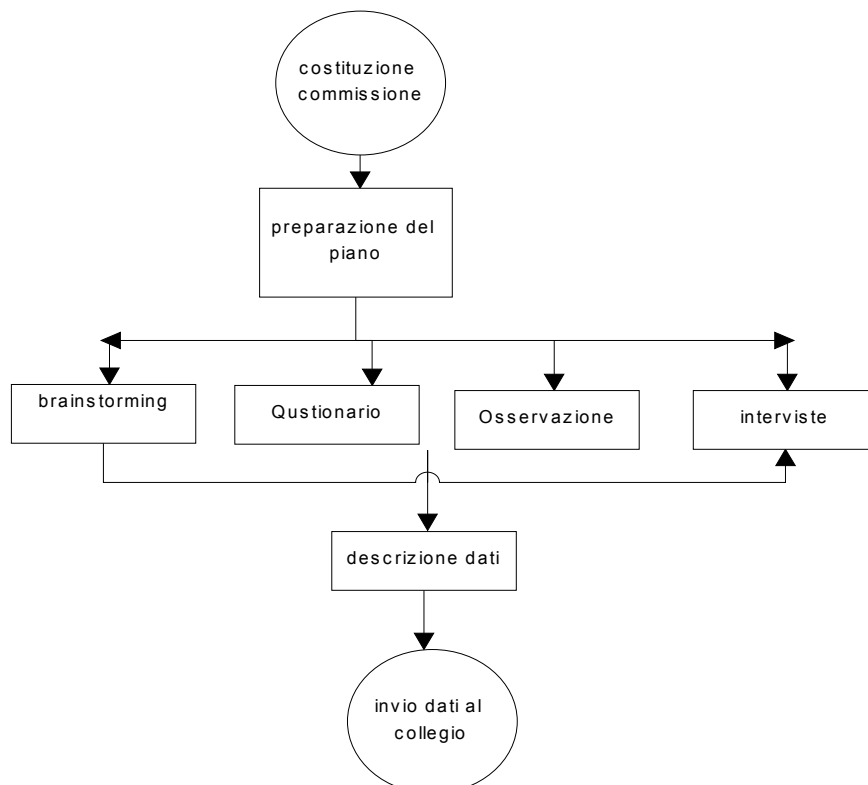 costituzione
commissione
preparazione del
piano
brainstorming
Qustionario
Osservazione
interviste
descrizione dati
invio dati al
collegio